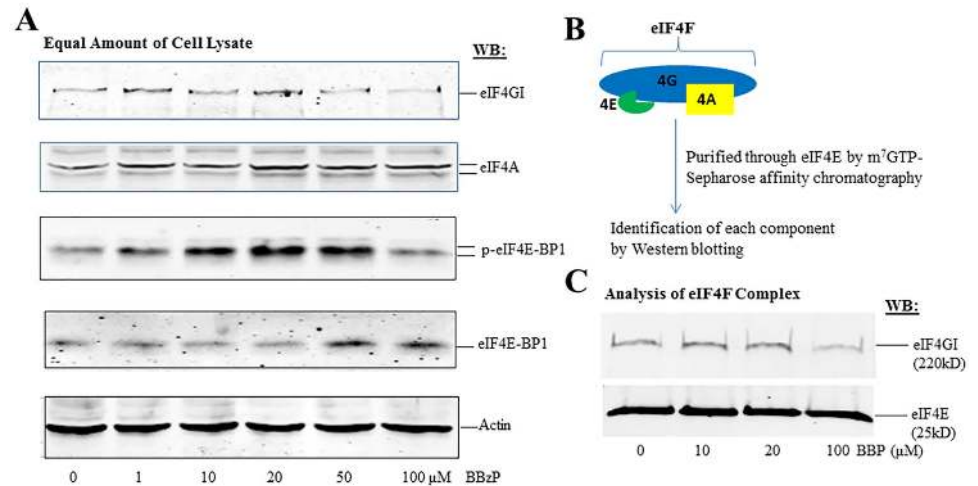 A
Equal Amount of Cell Lysate
WB:
eIF4GI
eIF4A
p-eIF4E-BP1
eIF4E-BP1
Actin
0 1 10 20 50 100 µM BBzP
B
eIF4F
4G
4E
4A
Purified through eIF4E by m⁷GTP-
Sepharose affinity chromatography
Identification of each component
by Western blotting
C
Analysis of eIF4F Complex
WB:
eIF4GI
(220kD)
eIF4E
(25kD)
0 10 20 100 BBP (µM)